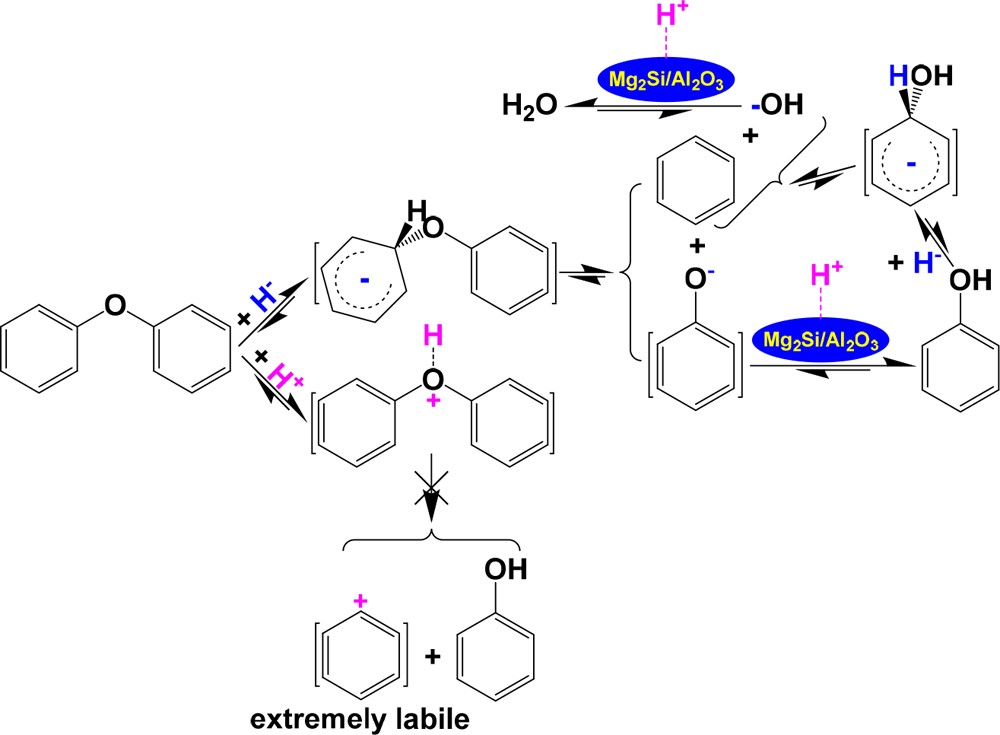 H+
Mg2Si/Al2O3
H2O
-OH
+
HOH
-
H
O
-
+
O
+ H-
+ H+
H
O
+
O-
H+
Mg2Si/Al2O3
+ H-
OH
OH
+
+
extremely labile